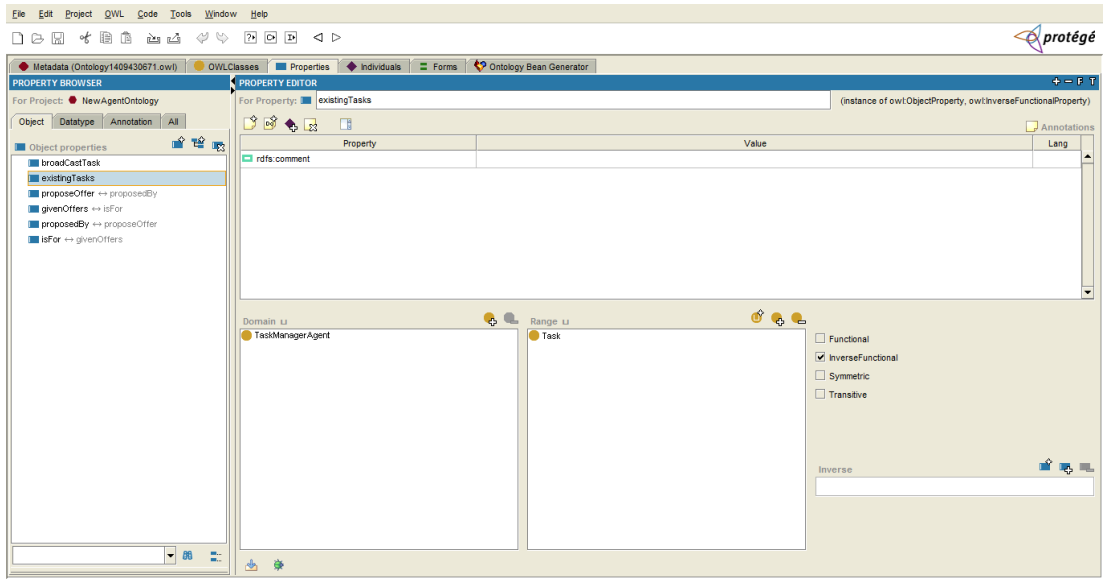 File Edit Project OWL Code Tools Window Help
protégé
Metadata (Ontology1409430671.owl) OWLClasses Properties Individuals Forms Ontology Bean Generator
PROPERTY BROWSER
For Project: NewAgentOntology
Object Datatype Annotation All
Object properties
broadCastTask
existingTasks
proposeOffer ↔ proposedBy
givenOffers ↔ isFor
proposedBy ↔ proposeOffer
isFor ↔ givenOffers
PROPERTY EDITOR
+ − F T
For Property: existingTasks (instance of owl:ObjectProperty, owl:InverseFunctionalProperty)
Annotations
Property Value Lang
rdfs:comment
Domain ⊔
TaskManagerAgent
Range ⊔
Task
Functional
InverseFunctional
Symmetric
Transitive
Inverse